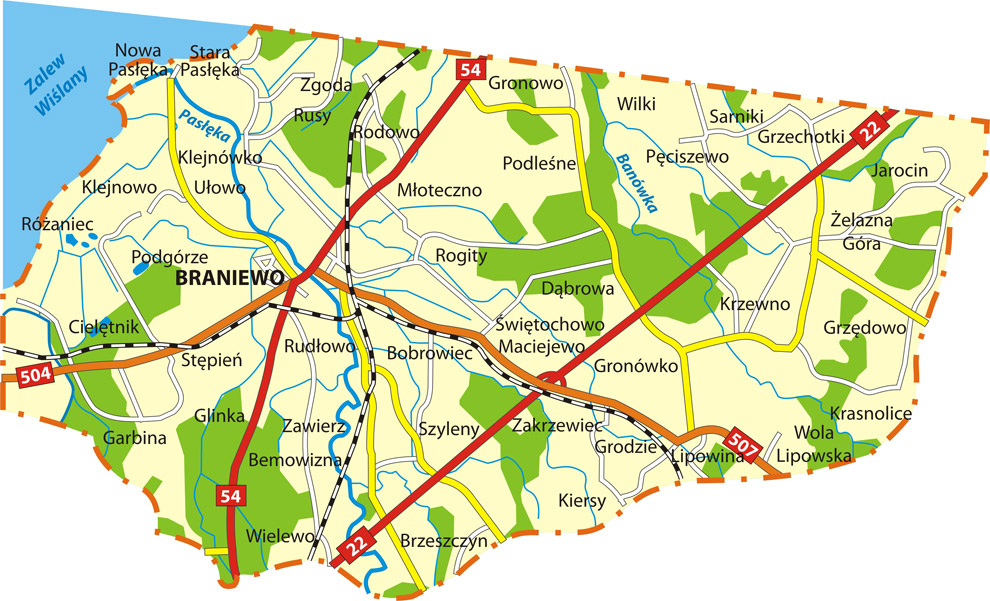 Zalew
Wiślany
Nowa
Pasłęka
Stara
Pasłęka
54
Gronowo
Zgoda
Rusy
Rodowo
Wilki
Sarniki
Grzechotki
22
Pasłęka
Klejnówko
Podleśne
Pęciszewo
Jarocin
Klejnowo
Ułowo
Młoteczno
Banówka
Różaniec
Żelazna
Góra
Podgórze
BRANIEWO
Rogity
Dąbrowa
Krzewno
Cielętnik
Świętochowo
Maciejewo
Grzędowo
Stępień
Rudłowo
Bobrowiec
Gronówko
504
Glinka
Zawierz
Szyleny
Zakrzewiec
Krasnolice
Garbina
Grodzie
Lipowina
507
Wola
Lipowska
Bemowizna
54
Kiersy
Wielewo
22
Brzeszczyn